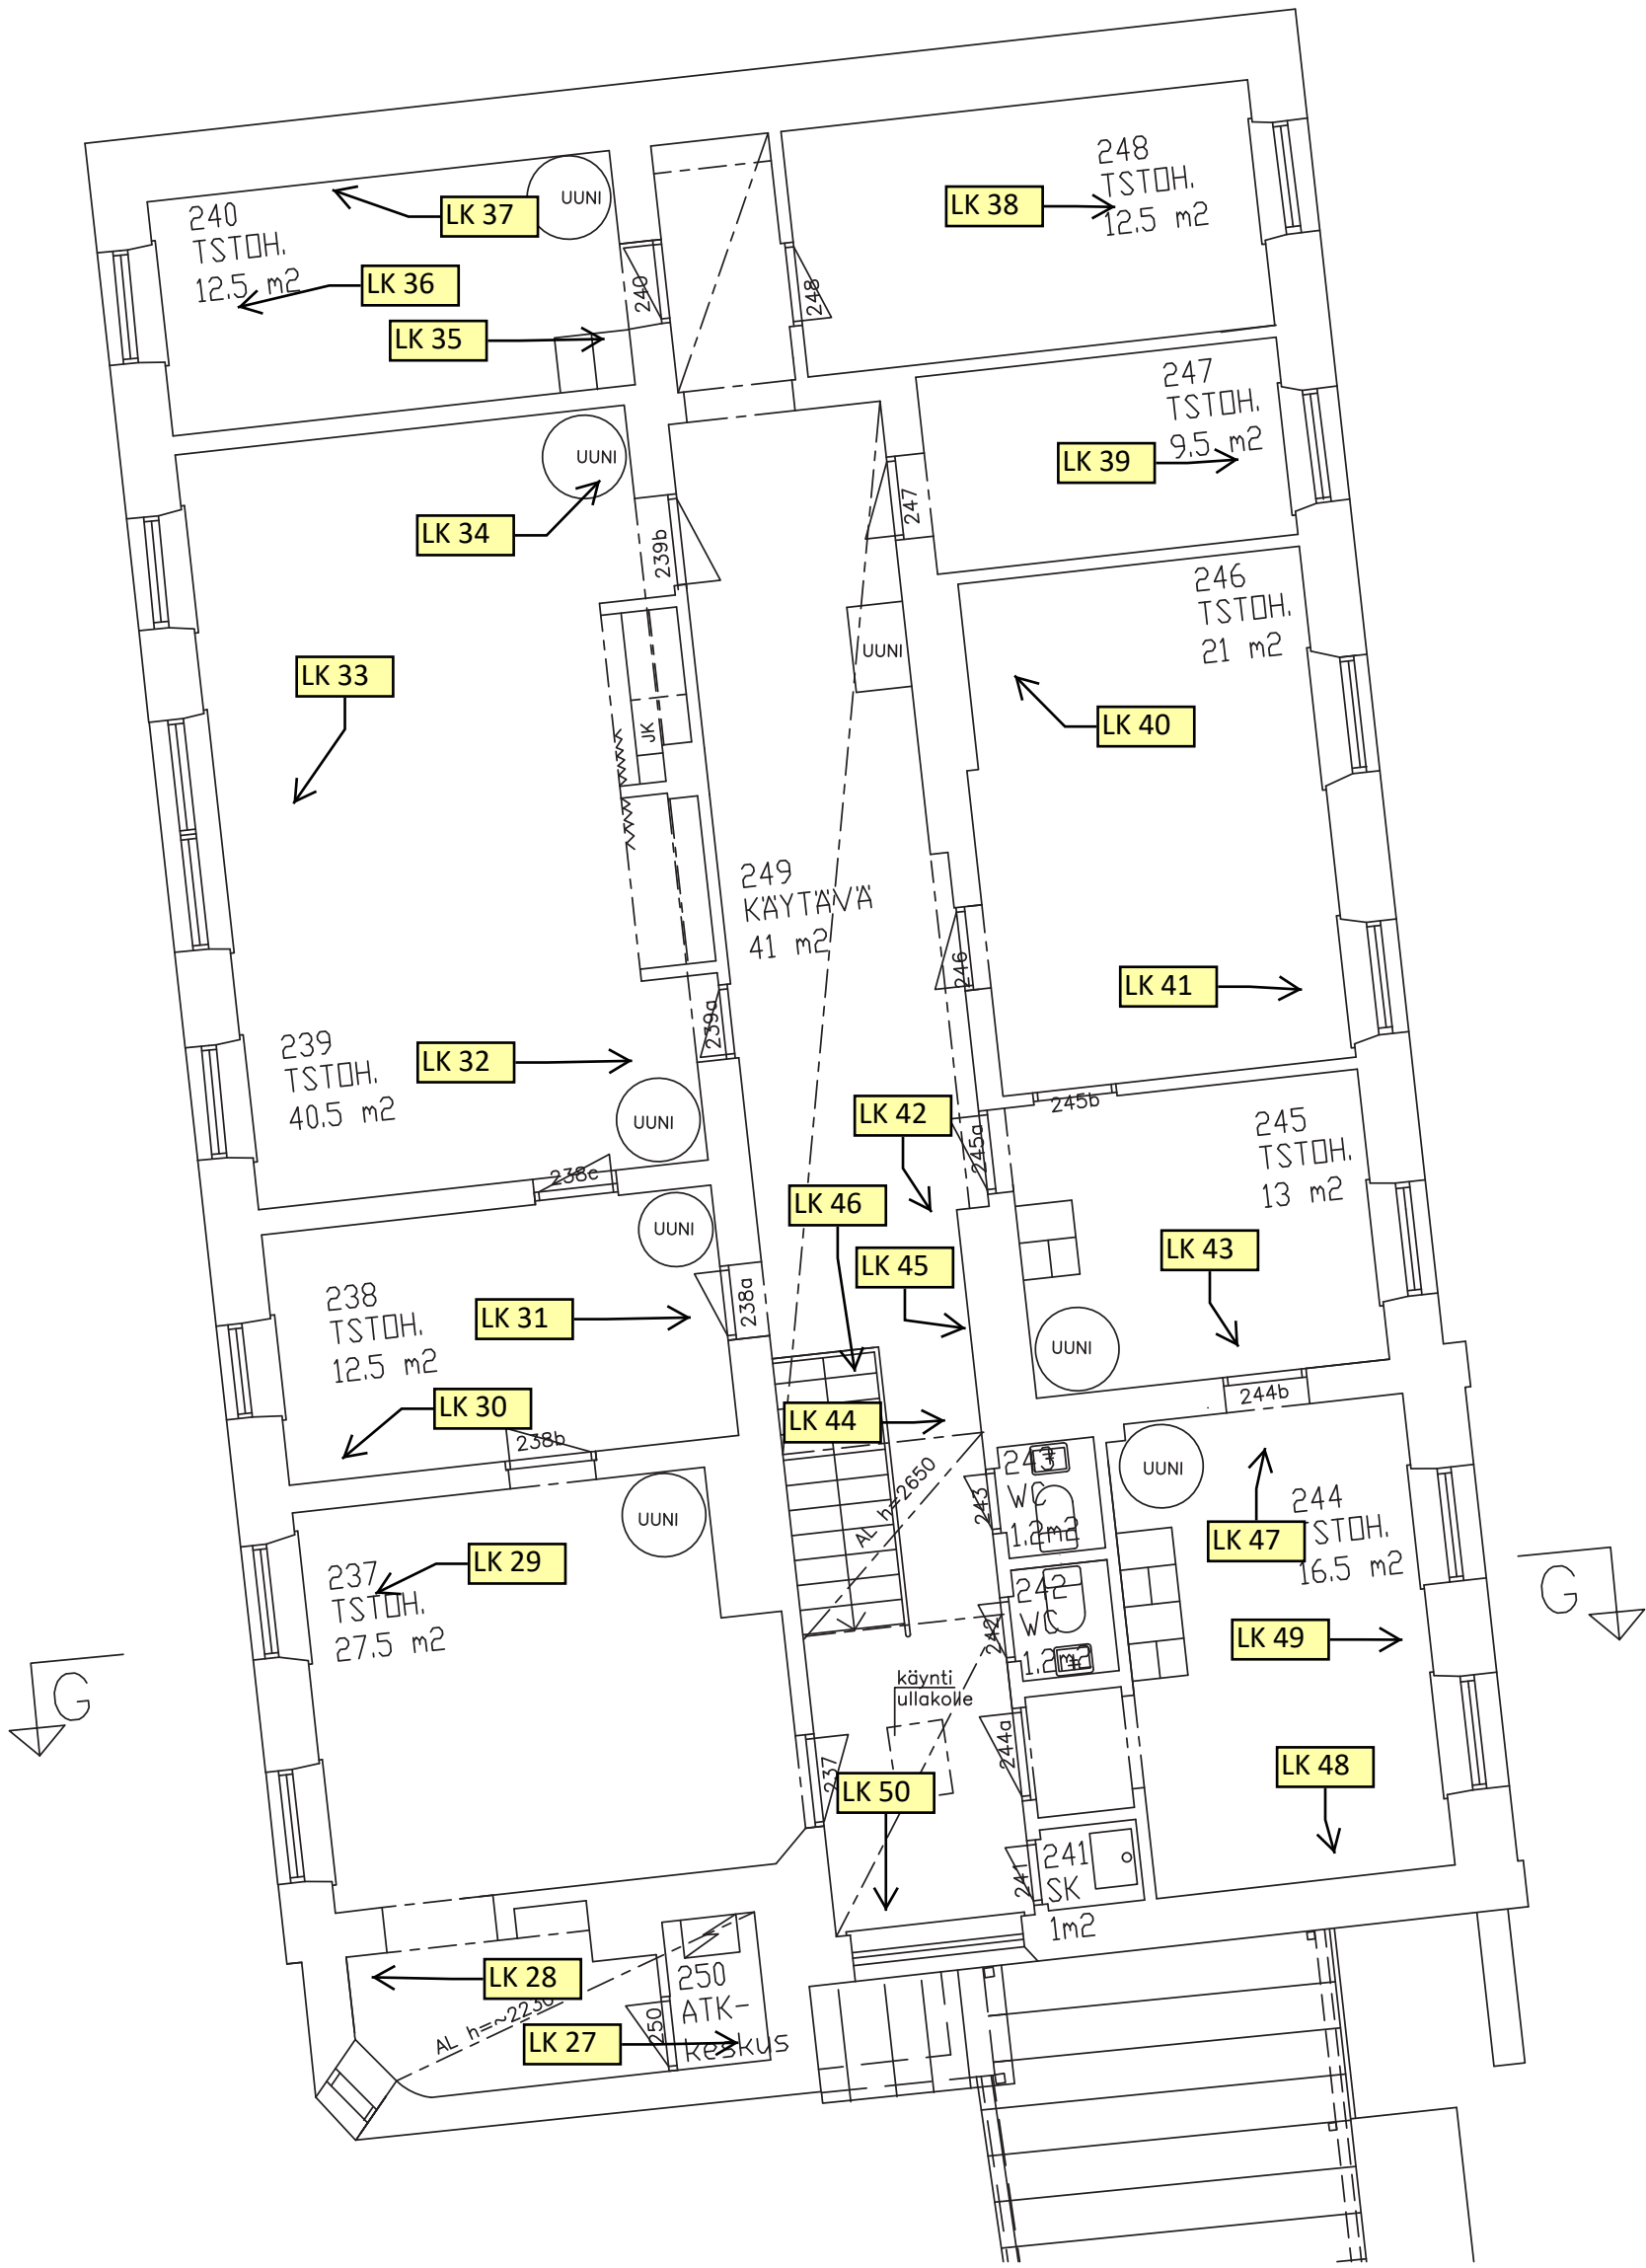 248
TSTOH.
12.5 m2
LK 38
240
TSTOH.
12.5 m2
LK 37
UUNI
LK 36
LK 35
240
248
247
TSTOH.
9.5 m2
LK 39
UUNI
LK 34
239b
247
246
TSTOH.
21 m2
UUNI
LK 33
LK 40
JK
249
KÄYTÄVÄ
41 m2
246
LK 41
239a
239
TSTOH.
40.5 m2
LK 32
UUNI
LK 42
245b
245a
245
TSTOH.
13 m2
238c
UUNI
LK 46
LK 45
LK 43
238
TSTOH.
12.5 m2
LK 31
238a
UUNI
LK 30
238b
LK 44
244b
UUNI
237
TSTOH.
27.5 m2
LK 29
UUNI
AL h=2650
243
WC
1.2m2
243
UUNI
LK 47
244
TSTOH.
16.5 m2
242
WC
1.2m2
242
LK 49
G
G
käynti
ullakolle
237
LK 50
244a
LK 48
241
241
SK
1m2
LK 28
AL h=~2230
250
250
ATK-
keskus
LK 27